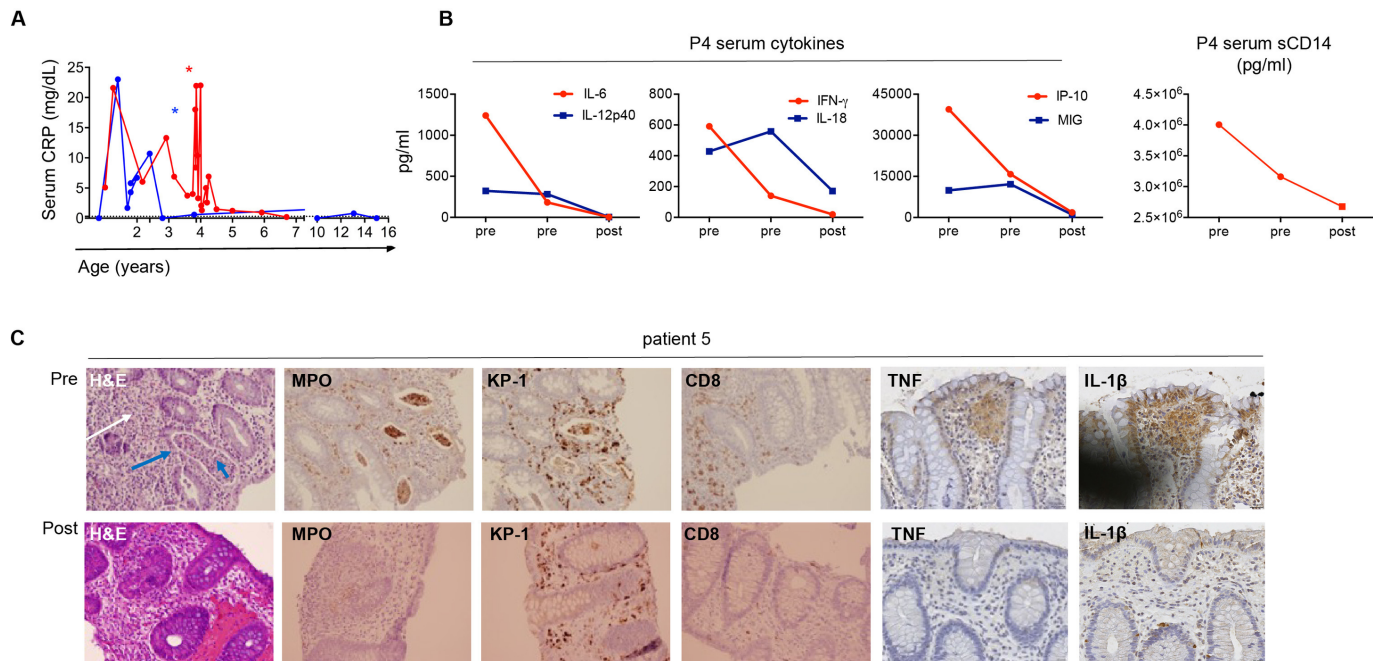 A
Serum CRP (mg/dL)
25
20
15
10
5
0
2 3 4 5 6 7 10 12 14 16
*
*
Age (years)
B
P4 serum cytokines
pg/ml
1500
1000
500
0
IL-6
IL-12p40
pre pre post
800
600
400
200
0
IFN-γ
IL-18
pre pre post
45000
30000
15000
0
IP-10
MIG
pre pre post
P4 serum sCD14
(pg/ml)
4.5×10⁶
4.0×10⁶
3.5×10⁶
3.0×10⁶
2.5×10⁶
pre pre post
C
patient 5
Pre
H&E MPO KP-1 CD8 TNF IL-1β
Post
H&E MPO KP-1 CD8 TNF IL-1β